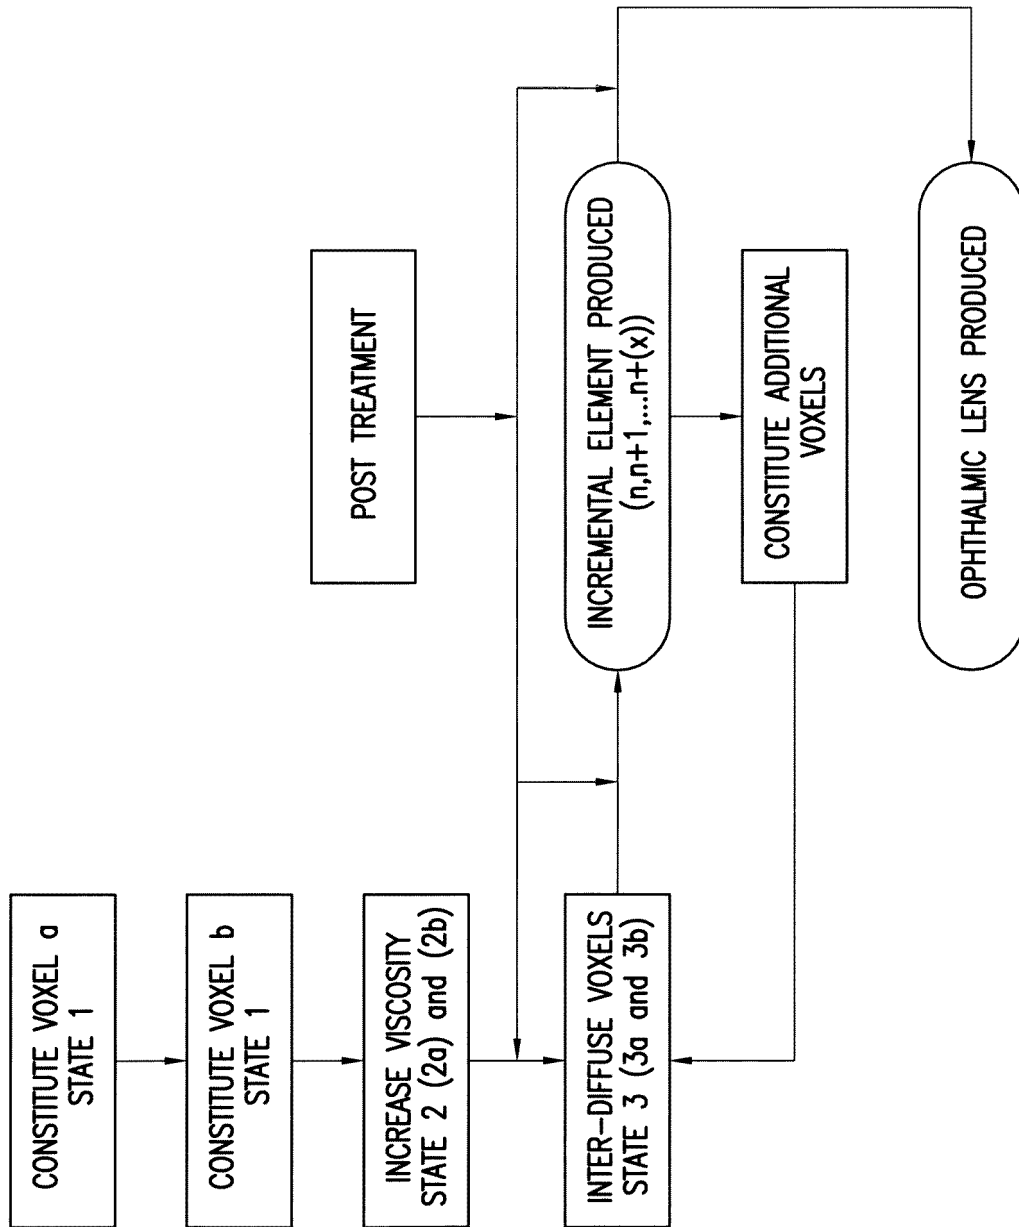 CONSTITUTE VOXEL a
STATE 1
CONSTITUTE VOXEL b
STATE 1
INCREASE VISCOSITY
STATE 2 (2a) and (2b)
INTER-DIFFUSE VOXELS
STATE 3 (3a and 3b)
POST TREATMENT
INCREMENTAL ELEMENT PRODUCED
(n,n+1,...n+(x))
CONSTITUTE ADDITIONAL
VOXELS
OPHTHALMIC LENS PRODUCED